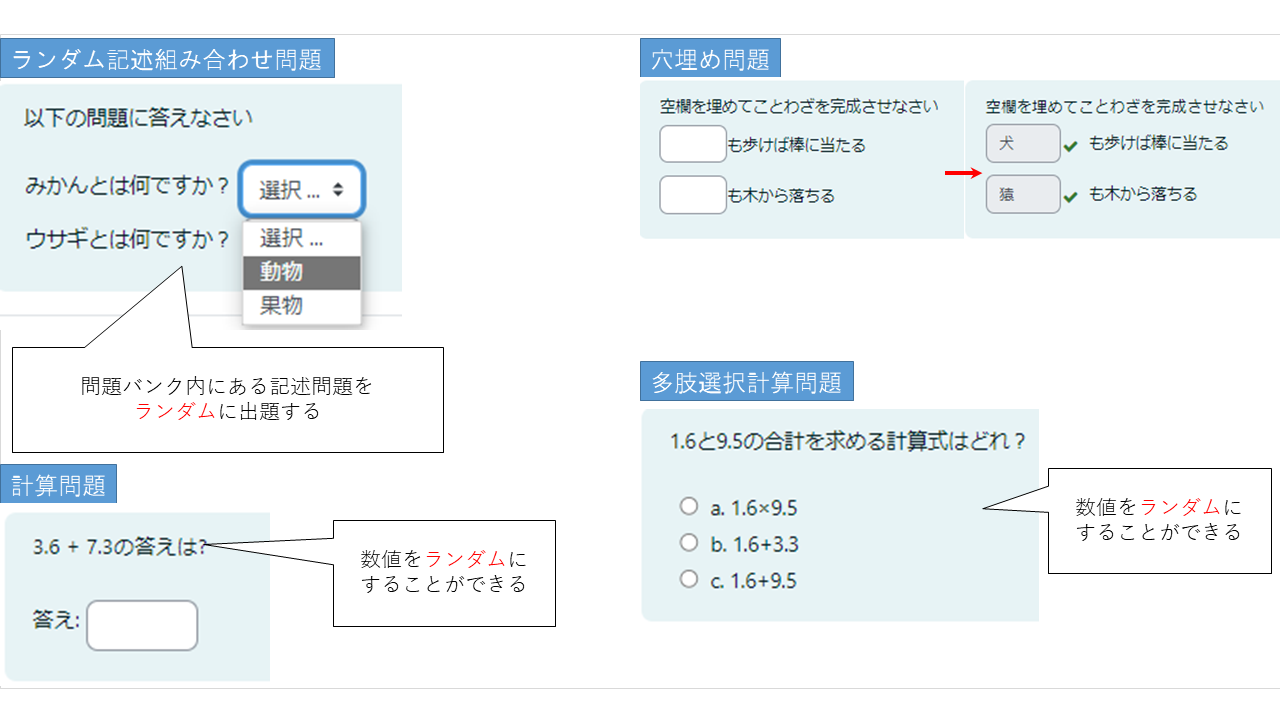 ランダム記述組み合わせ問題
以下の問題に答えなさい
みかんとは何ですか？
選択 ...
ウサギとは何ですか？
選択 ...
動物
果物
問題バンク内にある記述問題を
ランダムに出題する
計算問題
3.6 + 7.3の答えは?
答え:
数値をランダムに
することができる
穴埋め問題
空欄を埋めてことわざを完成させなさい
も歩けば棒に当たる
も木から落ちる
空欄を埋めてことわざを完成させなさい
犬 も歩けば棒に当たる
猿 も木から落ちる
多肢選択計算問題
1.6と9.5の合計を求める計算式はどれ？
a. 1.6×9.5
b. 1.6+3.3
c. 1.6+9.5
数値をランダムに
することができる